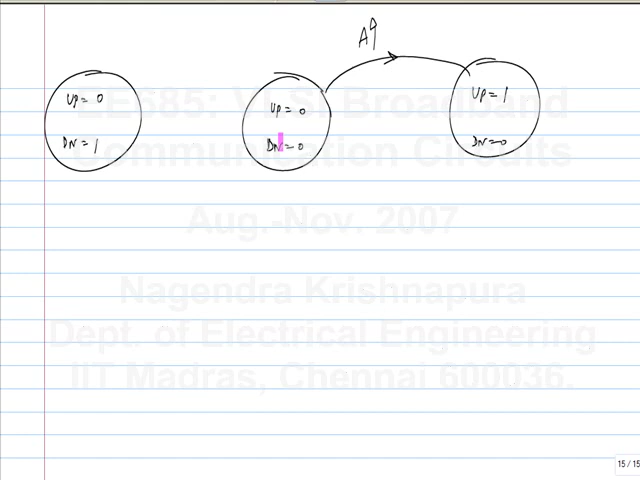 A↑
UP = 0
DN = 1
UP = 0
DN = 0
UP = 1
DN = 0
EE685: VLSI Broadband
Communication Circuits
Aug.-Nov. 2007
Nagendra Krishnapura
Dept. of Electrical Engineering
IIT Madras, Chennai 600036.
15 / 15